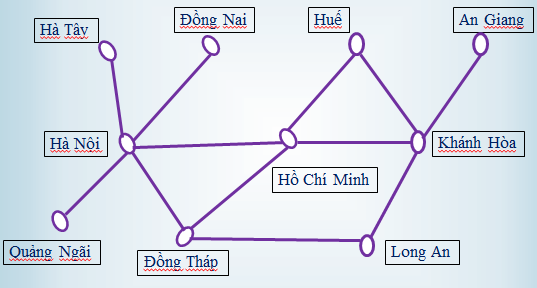 Đồng Nai
Huế
An Giang
Hà Tây
Hà Nội
Khánh Hòa
Hồ Chí Minh
Quảng Ngãi
Đồng Tháp
Long An